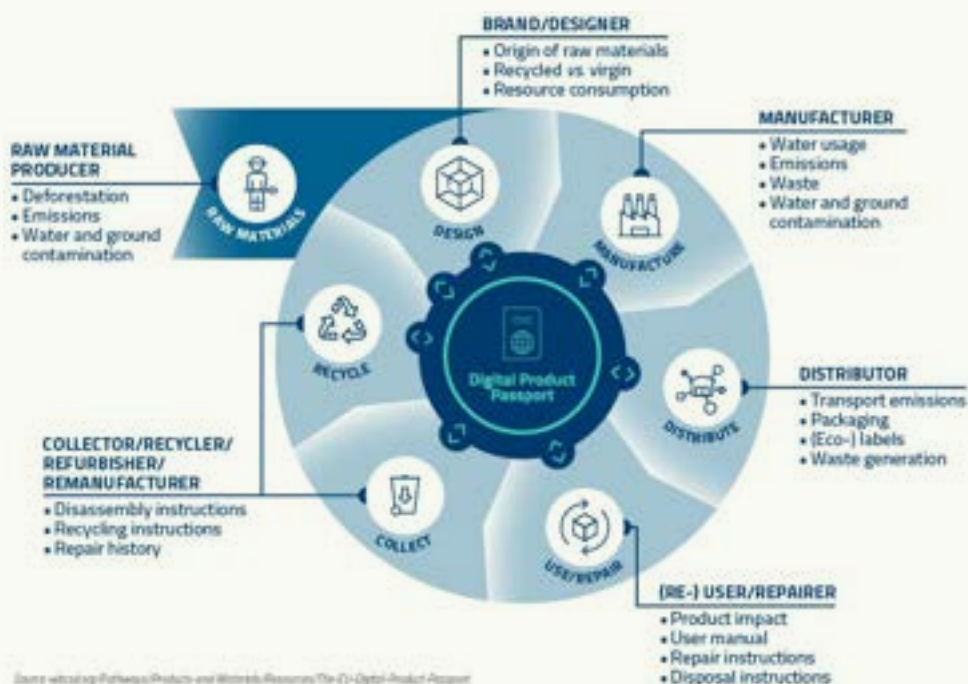 BRAND/DESIGNER
• Origin of raw materials
• Recycled vs. virgin
• Resource consumption
MANUFACTURER
• Water usage
• Emissions
• Waste
• Water and ground
contamination
RAW MATERIAL
PRODUCER
• Deforestation
• Emissions
• Water and ground
contamination
RAW MATERIALS
DESIGN
MANUFACTURE
RECYCLE
Digital Product
Passport
DISTRIBUTE
DISTRIBUTOR
• Transport emissions
• Packaging
• (Eco-) labels
• Waste generation
COLLECTOR/RECYCLER/
REFURBISHER/
REMANUFACTURER
• Disassembly instructions
• Recycling instructions
• Repair history
COLLECT
USE/REPAIR
(RE-) USER/REPAIRER
• Product impact
• User manual
• Repair instructions
• Disposal instructions